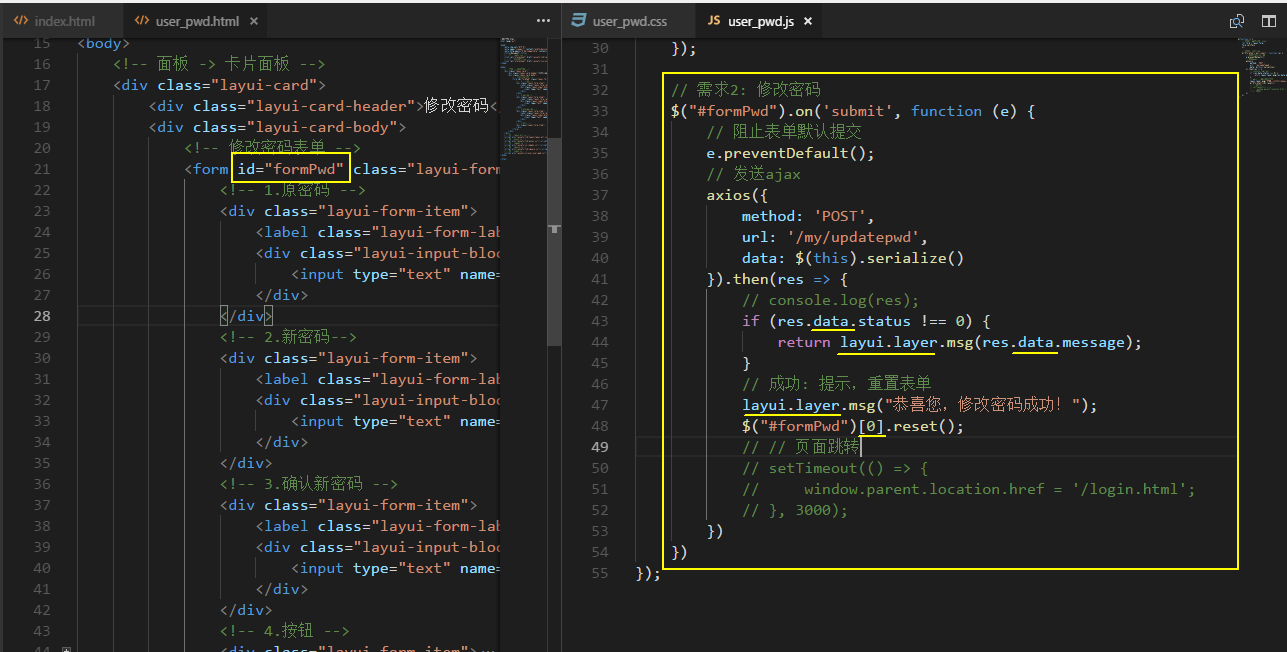 index.html
user_pwd.html ×
···
15 <body>
16 <!-- 面板 -> 卡片面板 -->
17 <div class="layui-card">
18 <div class="layui-card-header">修改密码<
19 <div class="layui-card-body">
20 <!-- 修改密码表单 -->
21 <form id="formPwd" class="layui-for
22 <!-- 1.原密码 -->
23 <div class="layui-form-item">
24 <label class="layui-form-lab
25 <div class="layui-input-bloc
26 <input type="text" name=
27 </div>
28 </div>
29 <!-- 2.新密码-->
30 <div class="layui-form-item">
31 <label class="layui-form-lab
32 <div class="layui-input-bloc
33 <input type="text" name=
34 </div>
35 </div>
36 <!-- 3.确认新密码 -->
37 <div class="layui-form-item">
38 <label class="layui-form-lab
39 <div class="layui-input-bloc
40 <input type="text" name=
41 </div>
42 </div>
43 <!-- 4.按钮 -->
44 <div class="layui-form-item">
user_pwd.css
JS user_pwd.js ×
30 });
31
32 // 需求2: 修改密码
33 $("#formPwd").on('submit', function (e) {
34 // 阻止表单默认提交
35 e.preventDefault();
36 // 发送ajax
37 axios({
38 method: 'POST',
39 url: '/my/updatepwd',
40 data: $(this).serialize()
41 }).then(res => {
42 // console.log(res);
43 if (res.data.status !== 0) {
44 return layui.layer.msg(res.data.message);
45 }
46 // 成功: 提示, 重置表单
47 layui.layer.msg("恭喜您, 修改密码成功! ");
48 $("#formPwd")[0].reset();
49 // // 页面跳转
50 // setTimeout(() => {
51 // window.parent.location.href = '/login.html';
52 // }, 3000);
53 })
54 })
55 });